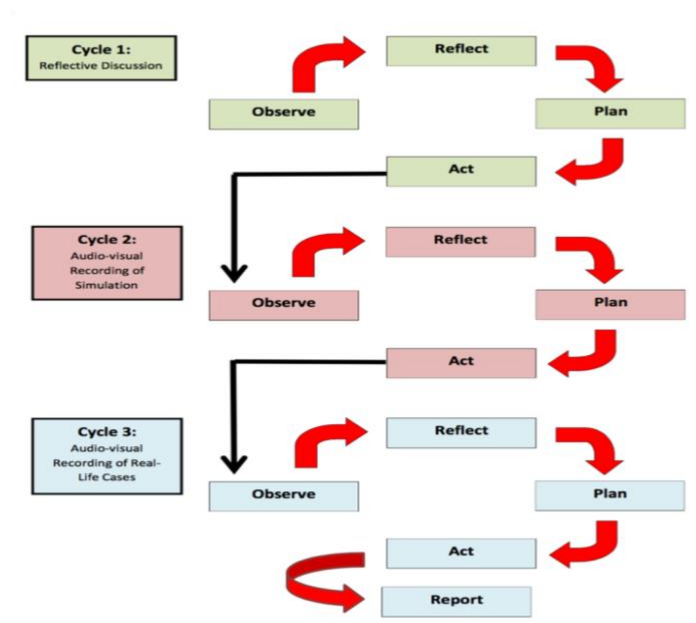 Cycle 1:
Reflective Discussion
Reflect
Observe
Plan
Act
Cycle 2:
Audio-visual
Recording of
Simulation
Reflect
Observe
Plan
Act
Cycle 3:
Audio-visual
Recording of Real-
Life Cases
Reflect
Observe
Plan
Act
Report